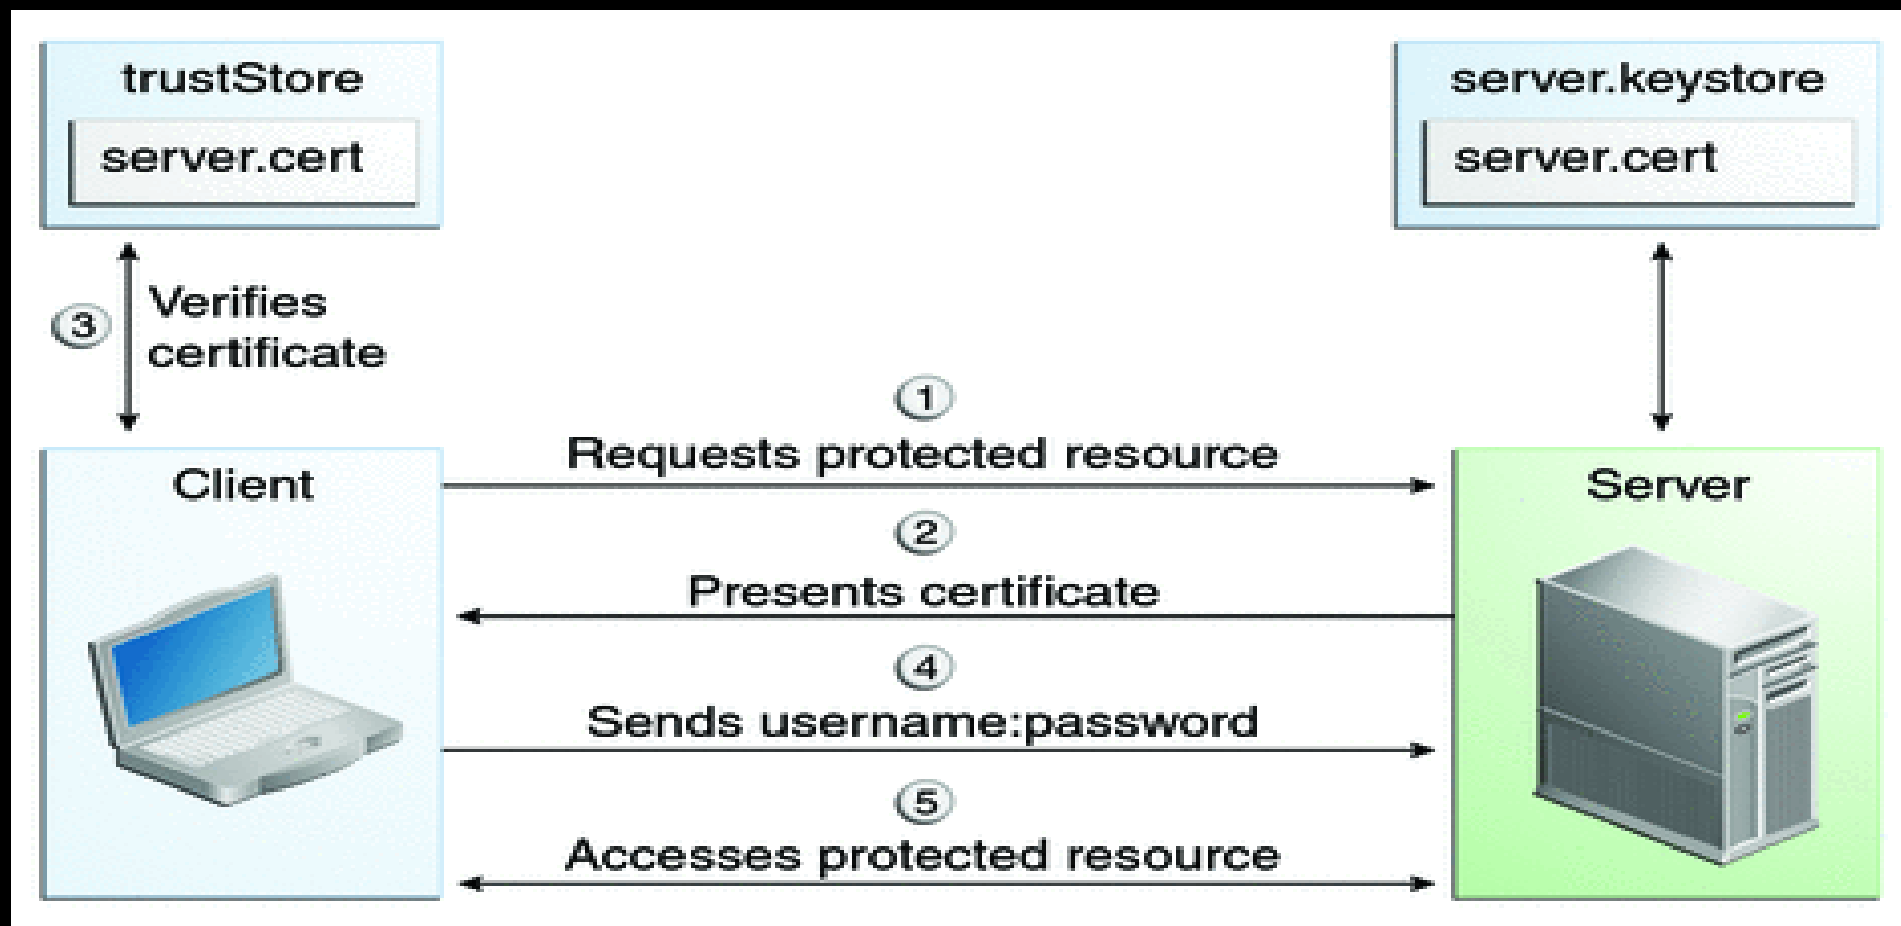 trustStore
server.cert
server.keystore
server.cert
3
Verifies
certificate
1
Requests protected resource
Client
Server
2
Presents certificate
4
Sends username:password
5
Accesses protected resource